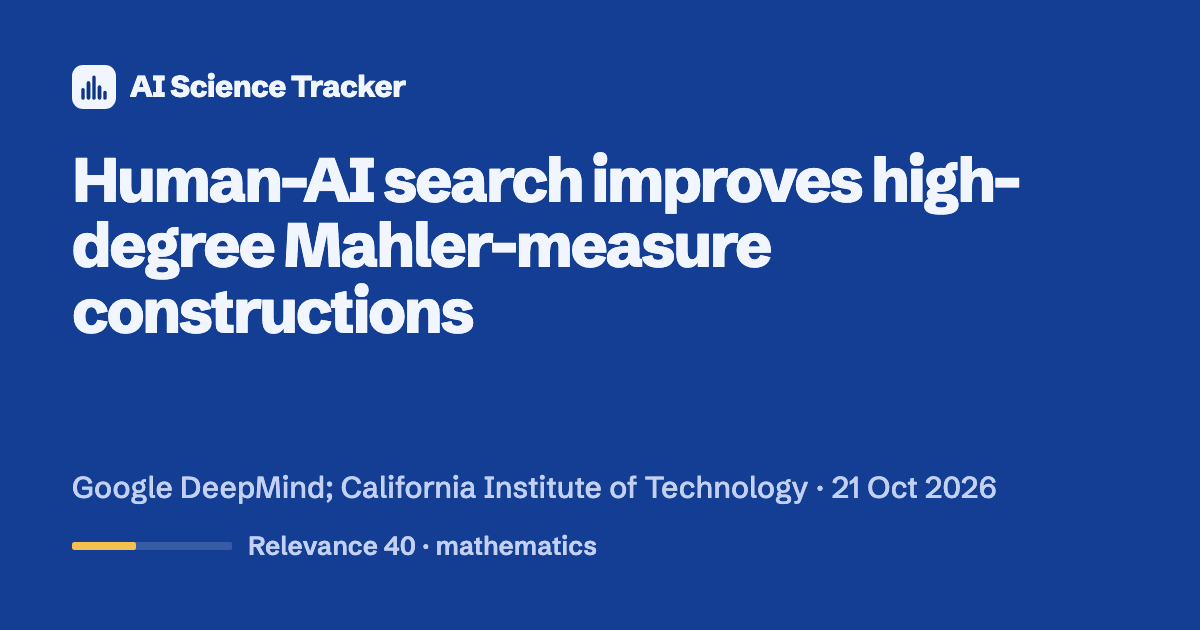 AI Science Tracker
Human-AI search improves high-
degree Mahler-measure
constructions
Google DeepMind; California Institute of Technology · 21 Oct 2026
Relevance 40 · mathematics